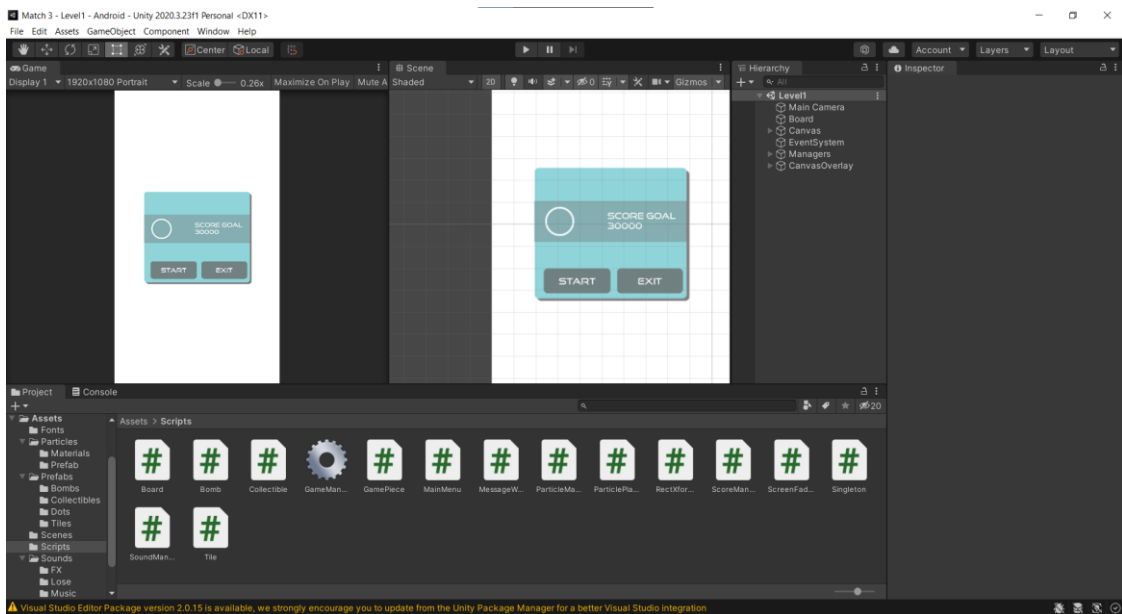 Match 3 - Level1 - Android - Unity 2020.3.23f1 Personal <DX11>
File Edit Assets GameObject Component Window Help
Center Local
Account Layers Layout
Game
Display 1 1920x1080 Portrait Scale 0.26x Maximize On Play Mute A
SCORE GOAL
30000
START EXIT
Scene
Shaded 20 0 Gizmos
SCORE GOAL
30000
START EXIT
Hierarchy
All
Level1
Main Camera
Board
Canvas
EventSystem
Managers
CanvasOverlay
Inspector
Project Console
20
Assets
Fonts
Particles
Materials
Prefab
Prefabs
Bombs
Collectibles
Dots
Tiles
Scenes
Scripts
Sounds
FX
Lose
Music
Assets > Scripts
Board Bomb Collectible GameMan... GamePiece MainMenu MessageW... ParticleMa... ParticlePla... RectXfor... ScoreMan... ScreenFad... Singleton
SoundMan... Tile
Visual Studio Editor Package version 2.0.15 is available, we strongly encourage you to update from the Unity Package Manager for a better Visual Studio integration